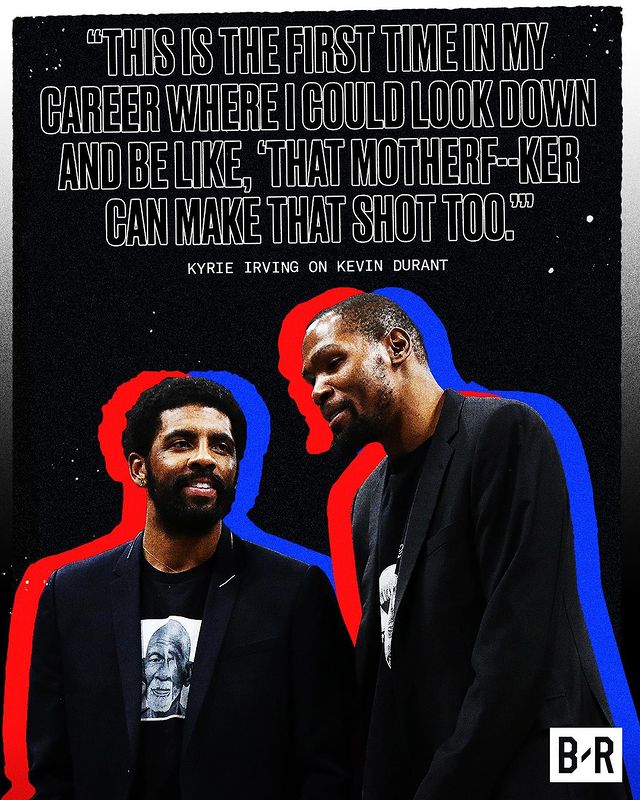 “THIS IS THE FIRST TIME IN MY
CAREER WHERE I COULD LOOK DOWN
AND BE LIKE, ‘THAT MOTHERF--KER
CAN MAKE THAT SHOT TOO.’”
KYRIE IRVING ON KEVIN DURANT
B-R